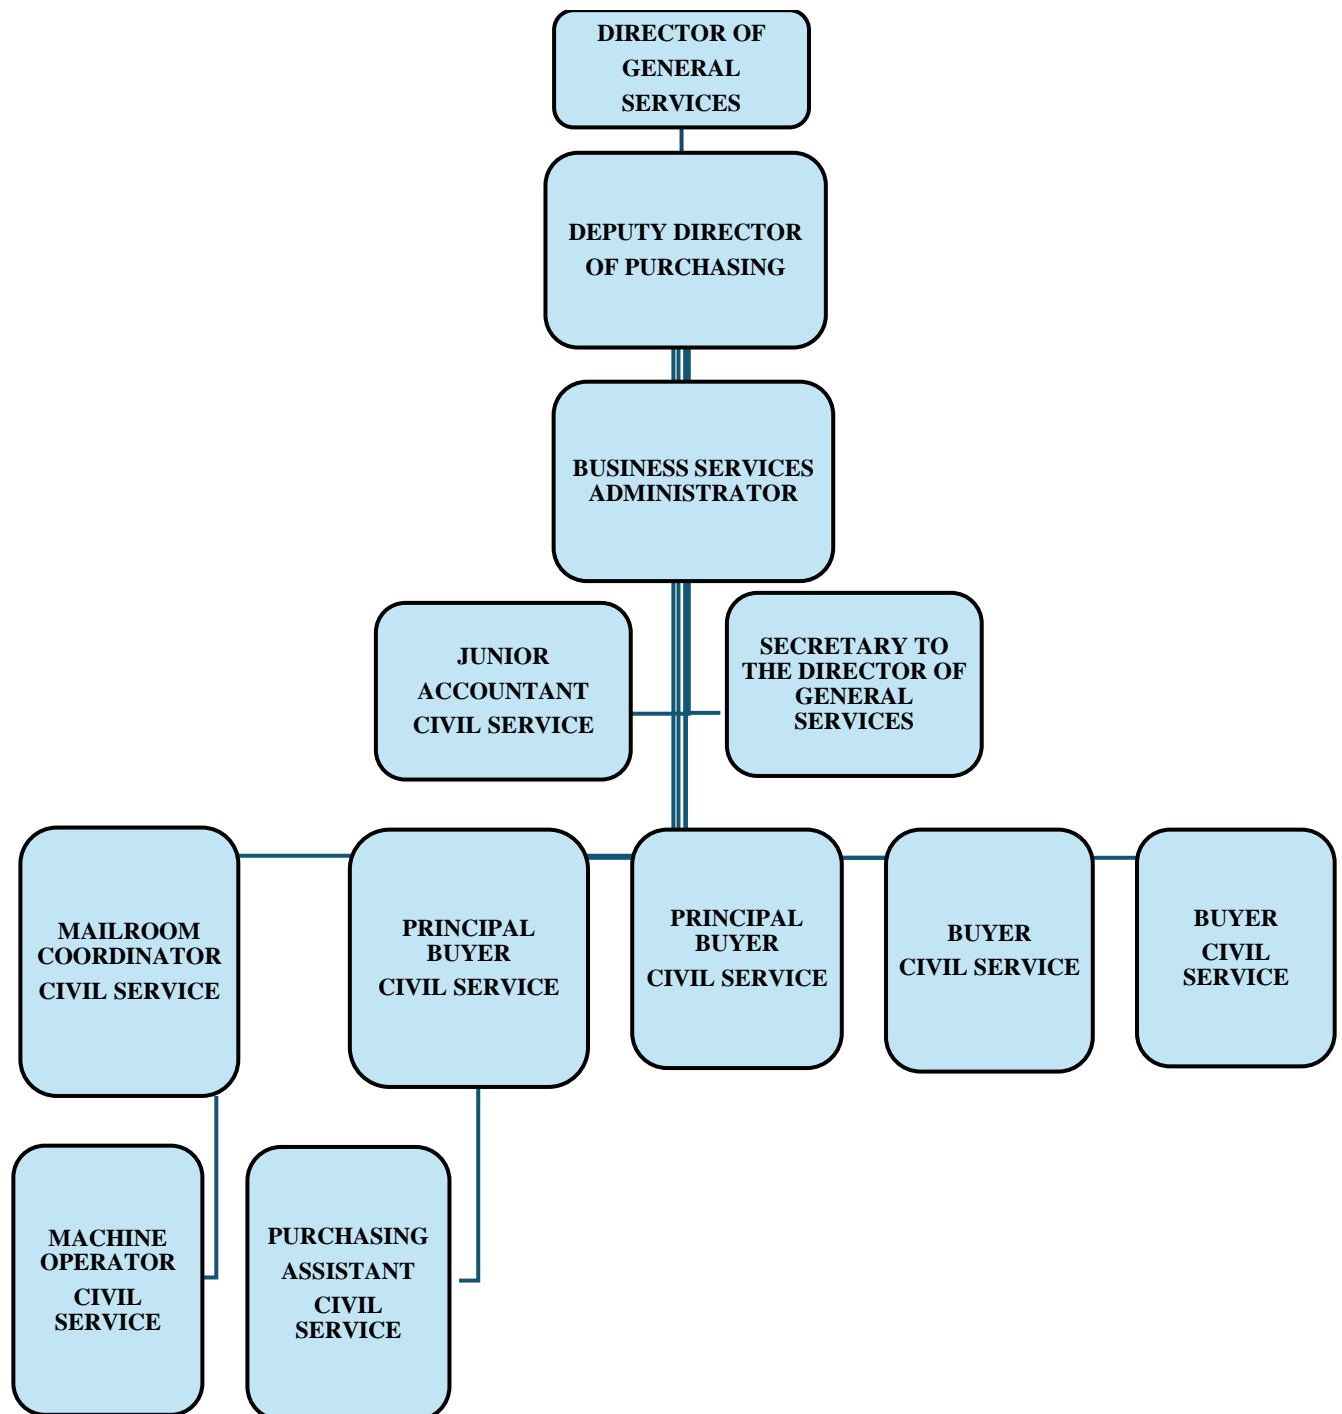 DIRECTOR OF
GENERAL
SERVICES
DEPUTY DIRECTOR
OF PURCHASING
BUSINESS SERVICES
ADMINISTRATOR
JUNIOR
ACCOUNTANT
CIVIL SERVICE
SECRETARY TO
THE DIRECTOR OF
GENERAL
SERVICES
MAILROOM
COORDINATOR
CIVIL SERVICE
PRINCIPAL
BUYER
CIVIL SERVICE
PRINCIPAL
BUYER
CIVIL SERVICE
BUYER
CIVIL SERVICE
BUYER
CIVIL
SERVICE
MACHINE
OPERATOR
CIVIL
SERVICE
PURCHASING
ASSISTANT
CIVIL
SERVICE